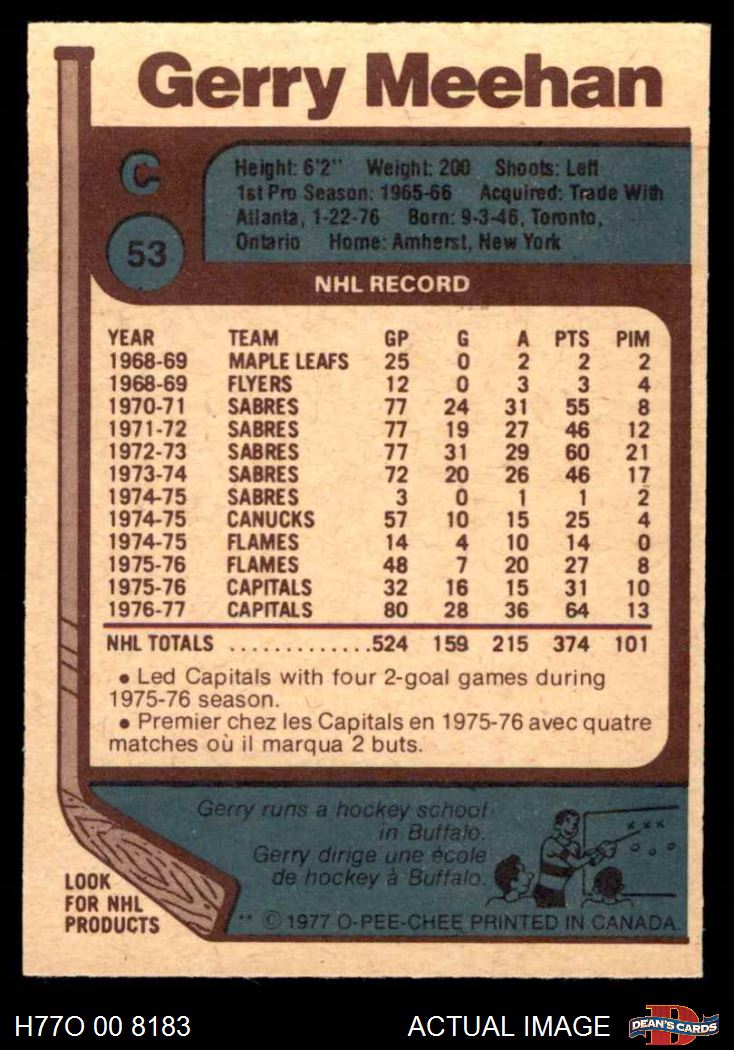 Gerry Meehan
C
53
Height: 6'2" Weight: 200 Shoots: Left
1st Pro Season: 1965-66 Acquired: Trade With
Atlanta, 1-22-76 Born: 9-3-46, Toronto,
Ontario Home: Amherst, New York
NHL RECORD
YEAR TEAM GP G A PTS PIM
1968-69 MAPLE LEAFS 25 0 2 2 2
1968-69 FLYERS 12 0 3 3 4
1970-71 SABRES 77 24 31 55 8
1971-72 SABRES 77 19 27 46 12
1972-73 SABRES 77 31 29 60 21
1973-74 SABRES 72 20 26 46 17
1974-75 SABRES 3 0 1 1 2
1974-75 CANUCKS 57 10 15 25 4
1974-75 FLAMES 14 4 10 14 0
1975-76 FLAMES 48 7 20 27 8
1975-76 CAPITALS 32 16 15 31 10
1976-77 CAPITALS 80 28 36 64 13
NHL TOTALS .............524 159 215 374 101
• Led Capitals with four 2-goal games during
1975-76 season.
• Premier chez les Capitals en 1975-76 avec quatre
matches où il marqua 2 buts.
Gerry runs a hockey school
in Buffalo.
Gerry dirige une école
de hockey à Buffalo.
LOOK
FOR NHL
PRODUCTS
** © 1977 O-PEE-CHEE PRINTED IN CANADA.
H77O 00 8183
ACTUAL IMAGE
D
DEAN'S CARDS